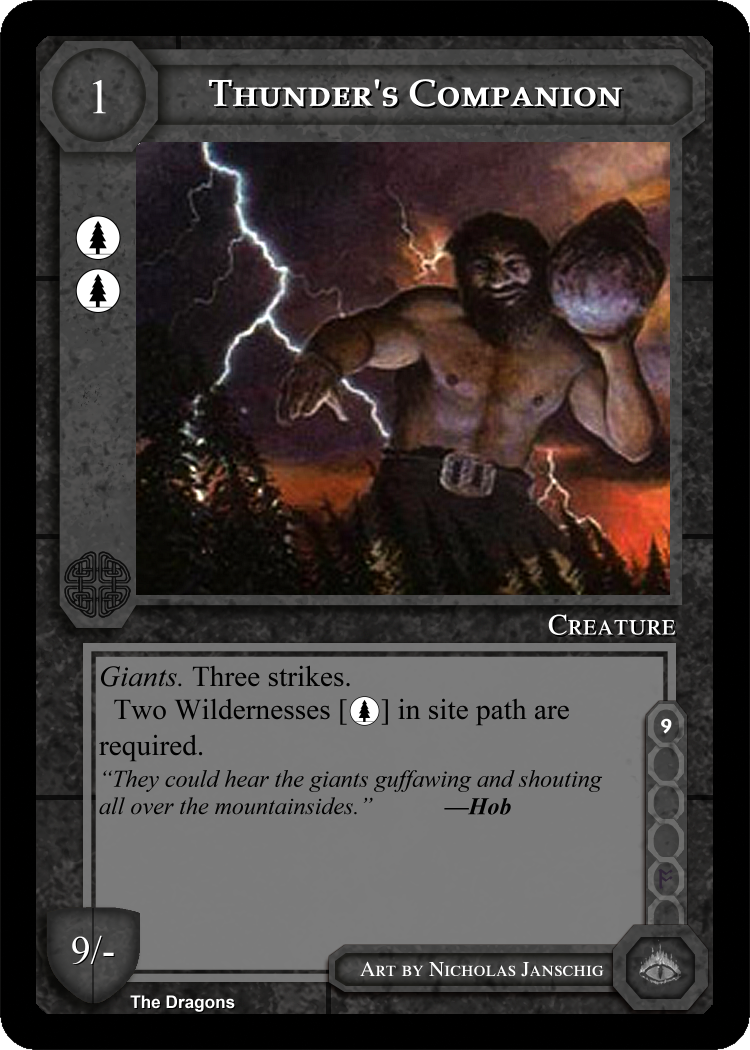 1
Thunder's Companion
Creature
Giants. Three strikes.
Two Wildernesses [] in site path are
required.
“They could hear the giants guffawing and shouting
all over the mountainsides.” —Hob
9
9/-
Art by Nicholas Janschig
The Dragons